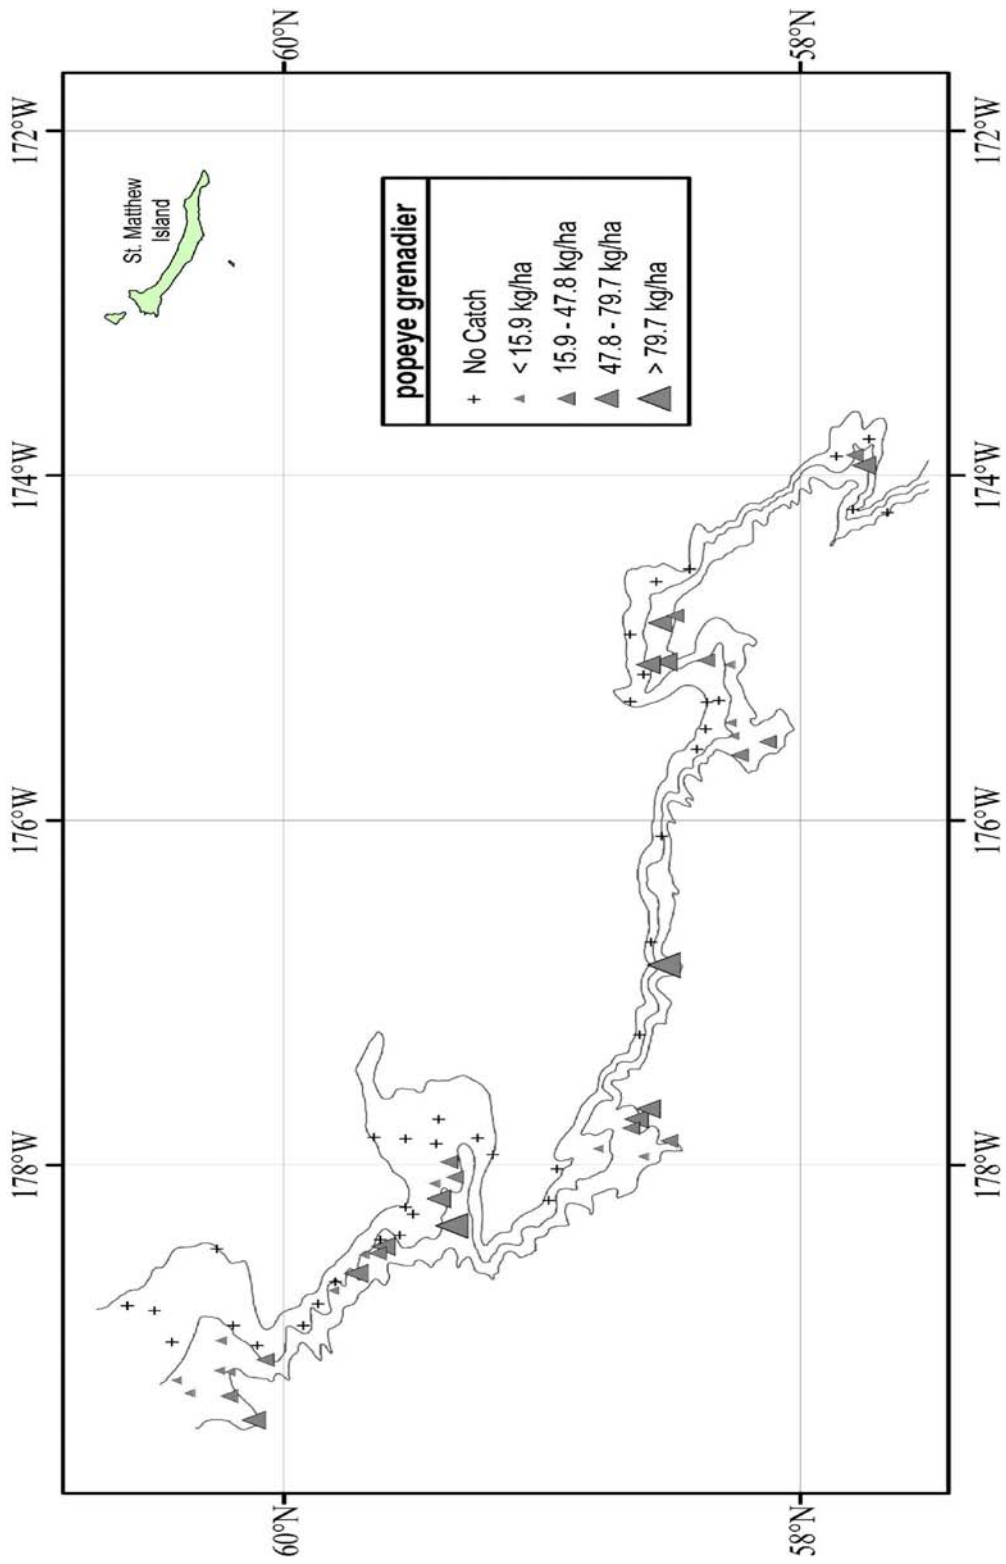 178°W
176°W
174°W
172°W
60°N
60°N
St. Matthew
Island
popeye grenadier
No Catch
< 15.9 kg/ha
15.9 - 47.8 kg/ha
47.8 - 79.7 kg/ha
> 79.7 kg/ha
58°N
58°N
178°W
176°W
174°W
172°W